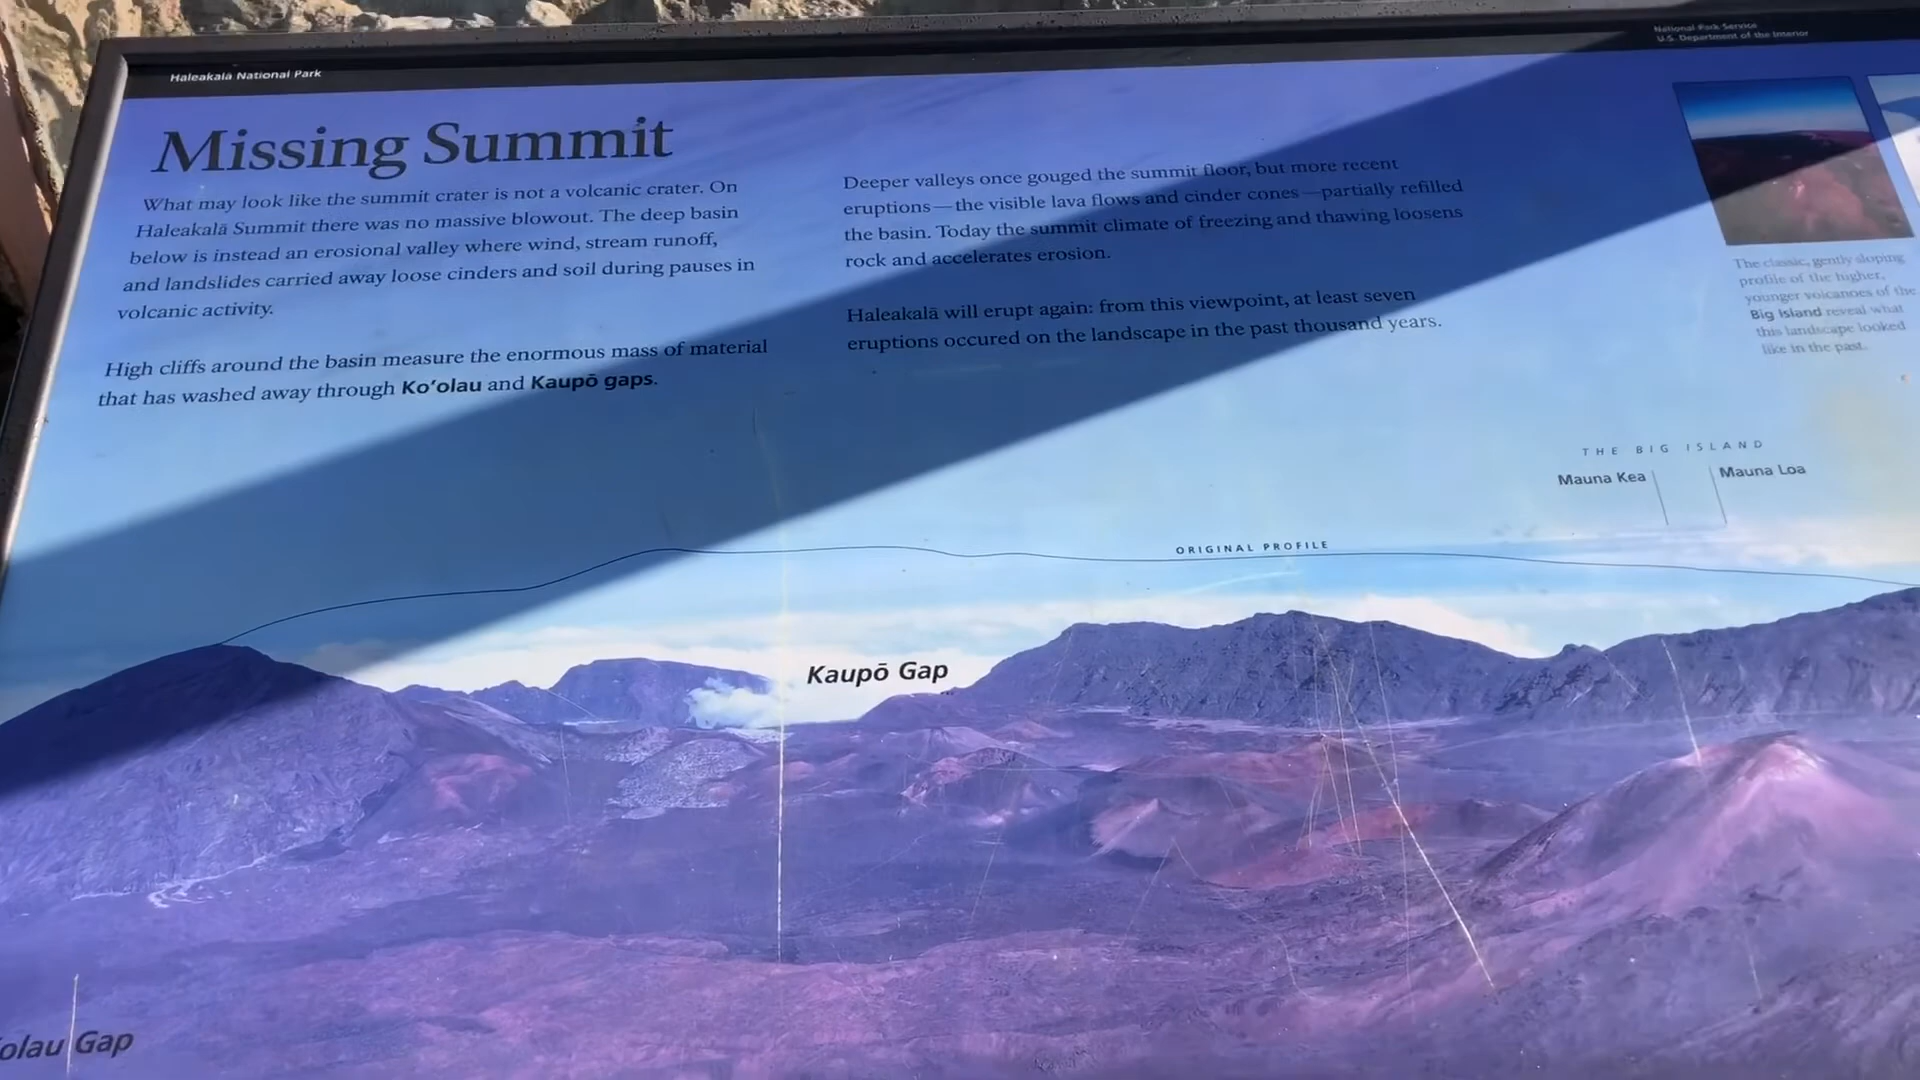 Haleakalā National Park
National Park Service
U.S. Department of the Interior
Missing Summit
What may look like the summit crater is not a volcanic crater. On
Haleakalā Summit there was no massive blowout. The deep basin
below is instead an erosional valley where wind, stream runoff,
and landslides carried away loose cinders and soil during pauses in
volcanic activity.
High cliffs around the basin measure the enormous mass of material
that has washed away through Ko‘olau and Kaupō gaps.
Deeper valleys once gouged the summit floor, but more recent
eruptions—the visible lava flows and cinder cones—partially refilled
the basin. Today the summit climate of freezing and thawing loosens
rock and accelerates erosion.
Haleakalā will erupt again: from this viewpoint, at least seven
eruptions occured on the landscape in the past thousand years.
The classic, gently sloping
profile of the higher,
younger volcanoes of the
Big Island reveal what
this landscape looked
like in the past.
THE BIG ISLAND
Mauna Kea
Mauna Loa
ORIGINAL PROFILE
Kaupō Gap
olau Gap